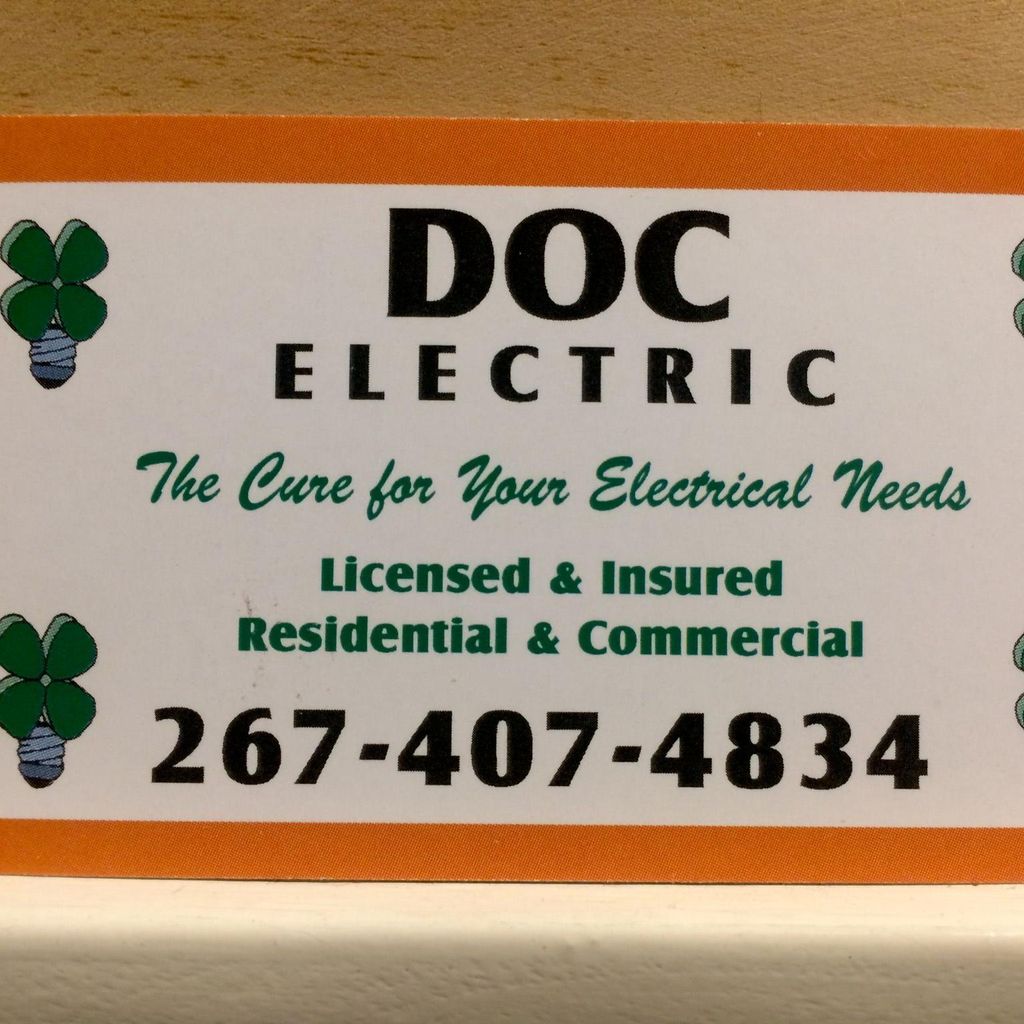 DOC
ELECTRIC
The Cure for Your Electrical Needs
Licensed & Insured
Residential & Commercial
267-407-4834